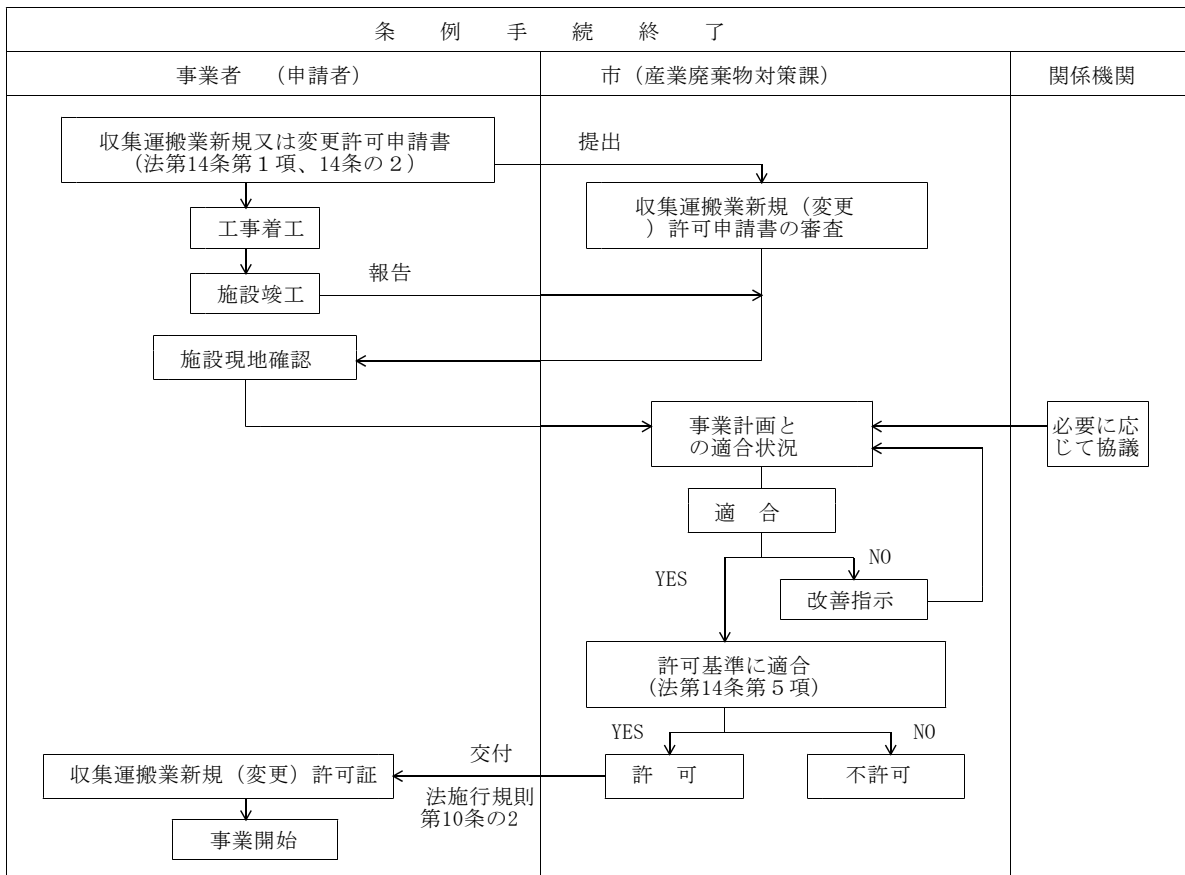 条　例　手　続　終　了
事業者　（申請者）
市（産業廃棄物対策課）
関係機関
収集運搬業新規又は変更許可申請書
（法第14条第１項、14条の２）
提出
収集運搬業新規（変更
）許可申請書の審査
工事着工
報告
施設竣工
施設現地確認
事業計画と
の適合状況
必要に応
じて協議
適　合
YES
NO
改善指示
許可基準に適合
（法第14条第５項）
YES
NO
収集運搬業新規（変更）許可証
交付
許　可
不許可
法施行規則
第10条の2
事業開始